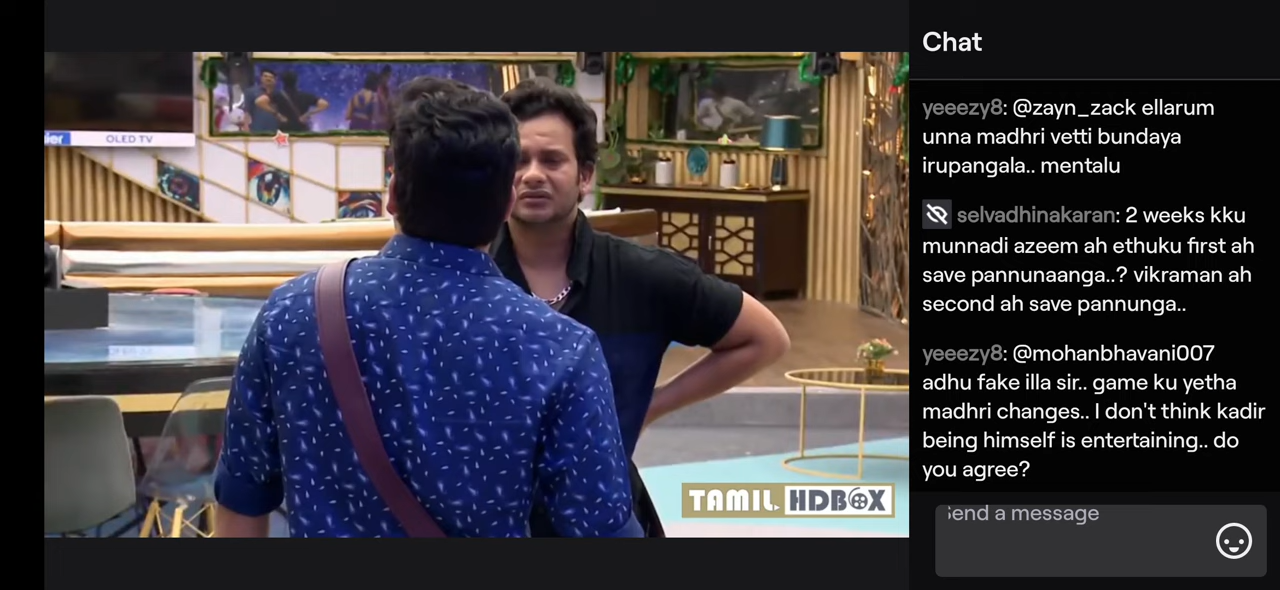 Chat
ier OLED TV
yeeezy8: @zayn_zack ellarum
unna madhri vetti bundaya
irupangala.. mentalu
selvadhinakaran: 2 weeks kku
munnadi azeem ah ethuku first ah
save pannunaanga..? vikraman ah
second ah save pannunga..
yeeezy8: @mohanbhavani007
adhu fake illa sir.. game ku yetha
madhri changes.. I don't think kadir
being himself is entertaining.. do
you agree?
TAMIL HDBOX
Send a message